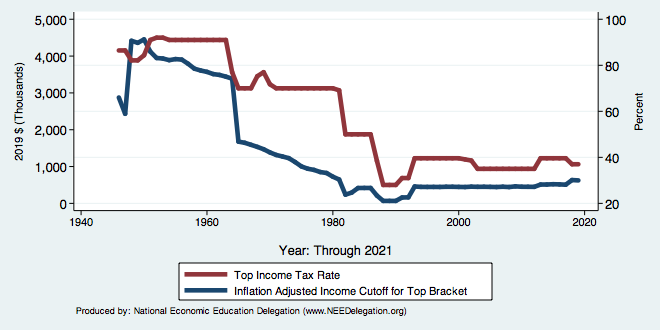 5,000
4,000
3,000
2,000
1,000
0
2019 $ (Thousands)
100
80
60
40
20
Percent
1940
1960
1980
2000
2020
Year: Through 2021
Top Income Tax Rate
Inflation Adjusted Income Cutoff for Top Bracket
Produced by: National Economic Education Delegation (www.NEEDelegation.org)